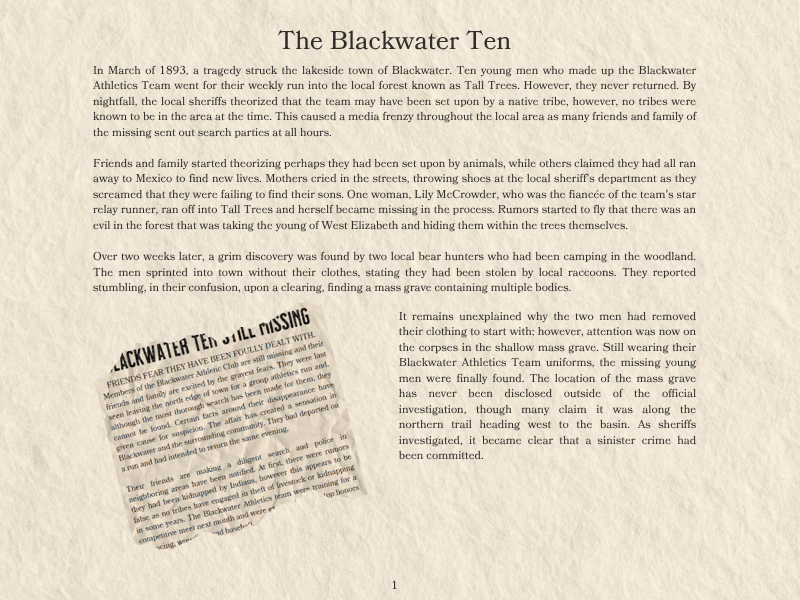 The Blackwater Ten
In March of 1893, a tragedy struck the lakeside town of Blackwater. Ten young men who made up the Blackwater
Athletics Team went for their weekly run into the local forest known as Tall Trees. However, they never returned. By
nightfall, the local sheriffs theorized that the team may have been set upon by a native tribe, however, no tribes were
known to be in the area at the time. This caused a media frenzy throughout the local area as many friends and family of
the missing sent out search parties at all hours.
Friends and family started theorizing perhaps they had been set upon by animals, while others claimed they had all ran
away to Mexico to find new lives. Mothers cried in the streets, throwing shoes at the local sheriff's department as they
screamed that they were failing to find their sons. One woman, Lily McCrowder, who was the fiancée of the team's star
relay runner, ran off into Tall Trees and herself became missing in the process. Rumors started to fly that there was an
evil in the forest that was taking the young of West Elizabeth and hiding them within the trees themselves.
Over two weeks later, a grim discovery was found by two local bear hunters who had been camping in the woodland.
The men sprinted into town without their clothes, stating they had been stolen by local raccoons. They reported
stumbling, in their confusion, upon a clearing, finding a mass grave containing multiple bodies.
LACKWATER TEN STILL MISSING
FRIENDS FEAR THEY HAVE BEEN FOULLY DEALT WITH.
Members of the Blackwater Athletic Club are still missing and their
friends and family are excited by the gravest fears. They were last
seen leaving the north edge of town for a group athletics run and,
although the most thorough search has been made for them, they
cannot be found. Certain facts around their disappearance have
given cause for suspicion. The affair has created a sensation in
Blackwater and the surrounding community. They had departed on
a run and had intended to return the same evening.
Their friends are making a diligent search and police in
neighboring areas have been notified. At first, there were rumors
they had been kidnapped by Indians, however this appears to be
false as no tribes have engaged in theft of livestock or kidnapping
in some years. The Blackwater Athletics team were training for a
competitive meet next month and were top honors
It remains unexplained why the two men had removed
their clothing to start with; however, attention was now on
the corpses in the shallow mass grave. Still wearing their
Blackwater Athletics Team uniforms, the missing young
men were finally found. The location of the mass grave
has never been disclosed outside of the official
investigation, though many claim it was along the
northern trail heading west to the basin. As sheriffs
investigated, it became clear that a sinister crime had
been committed.
1